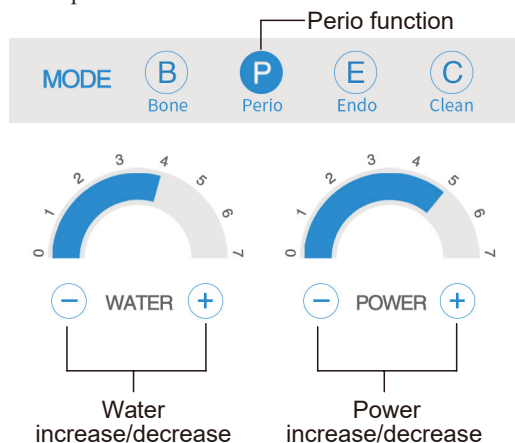 Perio function
MODE
B
P
E
C
Bone
Perio
Endo
Clean
0
1
2
3
4
5
6
7
0
1
2
3
4
5
6
7
− WATER +
− POWER +
Water
increase/decrease
Power
increase/decrease